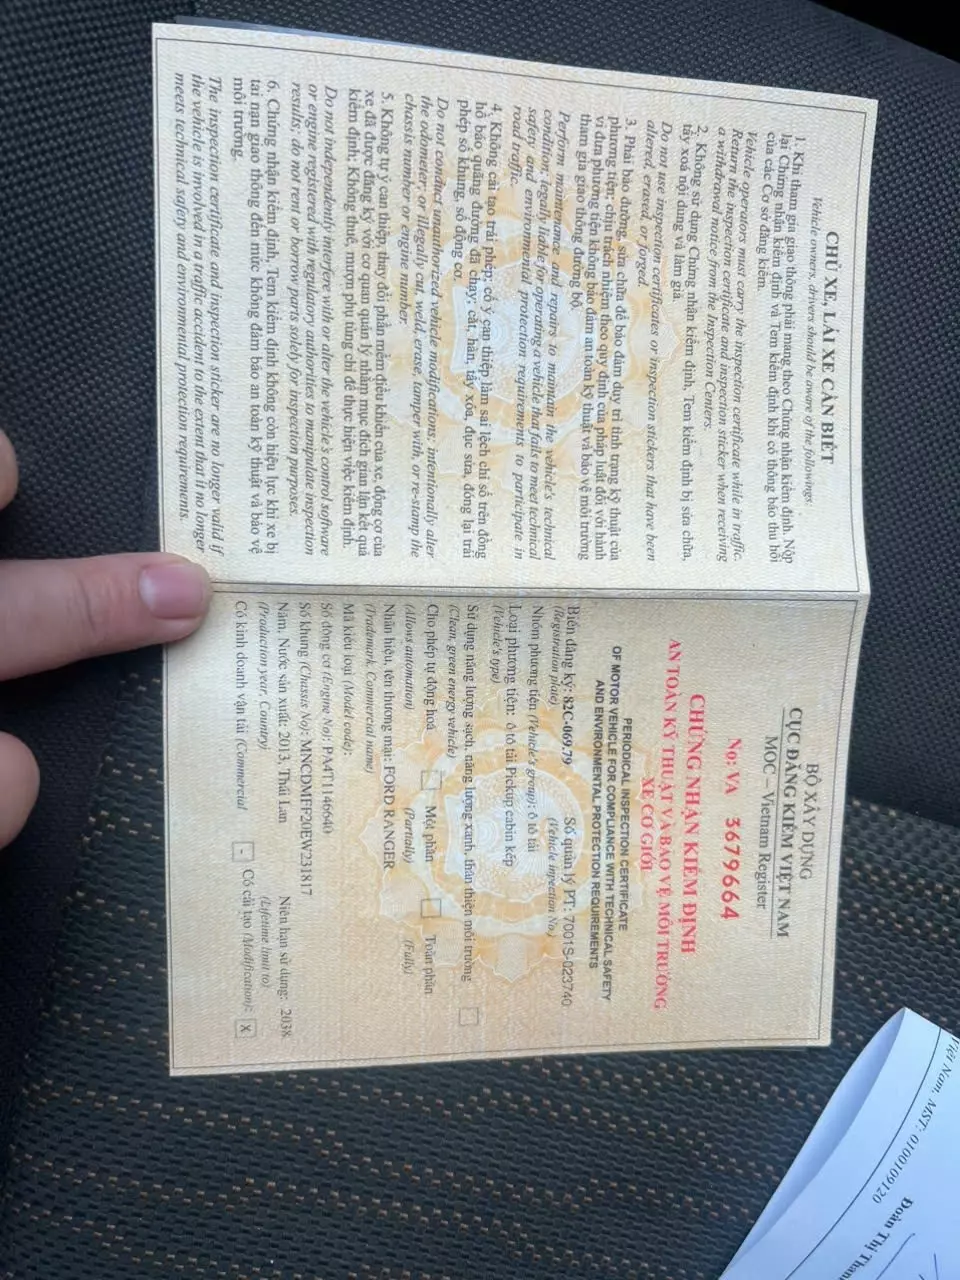 CHỦ XE, LÁI XE CẦN BIẾT
Vehicle owners, drivers should be aware of the followings:
1. Khi tham gia giao thông phải mang theo Chứng nhận kiểm định. Nộp
lại Chứng nhận kiểm định và Tem kiểm định khi có thông báo thu hồi
của các Cơ sở đăng kiểm.
Vehicle operators must carry the inspection certificate while in traffic.
Return the inspection certificate and inspection sticker when receiving
a withdrawal notice from the Inspection Centers.
2. Không sử dụng Chứng nhận kiểm định, Tem kiểm định bị sửa chữa,
tẩy xoá nội dung và làm giả.
Do not use inspection certificates or inspection stickers that have been
altered, erased, or forged.
3. Phải bảo dưỡng, sửa chữa để bảo đảm duy trì tình trạng kỹ thuật của
phương tiện; chịu trách nhiệm theo quy định của pháp luật đối với hành
vi đưa phương tiện không bảo đảm an toàn kỹ thuật và bảo vệ môi trường
tham gia giao thông đường bộ.
Perform maintenance and repairs to maintain the vehicle's technical
condition; legally liable for operating a vehicle that fails to meet technical
safety and environmental protection requirements to participate in
road traffic.
4. Không cải tạo trái phép; cố ý can thiệp làm sai lệch chỉ số trên đồng
hồ báo quãng đường đã chạy; cắt, hàn, tẩy xóa, đục sửa, đóng lại trái
phép số khung, số động cơ.
Do not conduct unauthorized vehicle modifications; intentionally alter
the odometer; or illegally cut, weld, erase, tamper with, or re-stamp the
chassis number or engine number.
5. Không tự ý can thiệp, thay đổi phần mềm điều khiển của xe, động cơ của
xe đã được đăng ký với cơ quan quản lý nhằm mục đích gian lận kết quả
kiểm định; Không thuê, mượn phụ tùng chỉ để thực hiện việc kiểm định.
Do not independently interfere with or alter the vehicle's control software
or engine registered with regulatory authorities to manipulate inspection
results; do not rent or borrow parts solely for inspection purposes.
6. Chứng nhận kiểm định, Tem kiểm định không còn hiệu lực khi xe bị
tai nạn giao thông đến mức không đảm bảo an toàn kỹ thuật và bảo vệ
môi trường.
The inspection certificate and inspection sticker are no longer valid if
the vehicle is involved in a traffic accident to the extent that it no longer
meets technical safety and environmental protection requirements.
BỘ XÂY DỰNG
CỤC ĐĂNG KIỂM VIỆT NAM
MOC – Vietnam Register
No: VA 3679664
CHỨNG NHẬN KIỂM ĐỊNH
AN TOÀN KỸ THUẬT VÀ BẢO VỆ MÔI TRƯỜNG
XE CƠ GIỚI
PERIODICAL INSPECTION CERTIFICATE
OF MOTOR VEHICLE FOR COMPLIANCE WITH TECHNICAL SAFETY
AND ENVIRONMENTAL PROTECTION REQUIREMENTS
Biển đăng ký: 82C-069.79 Số quản lý PT: 7001S-023740
(Registration plate) (Vehicle inpection No.)
Nhóm phương tiện (Vehicle's group): ô tô tải
Loại phương tiện: ô tô tải Pickup cabin kép
(Vehicle's type)
Sử dụng năng lượng sạch, năng lượng xanh, thân thiện môi trường
(Clean, green energy vehicle)
Cho phép tự động hoá Một phần Toàn phần
(Allows automation) (Partially) (Fully)
Nhãn hiệu, tên thương mại: FORD RANGER
(Trademark, Commercial name)
Mã kiểu loại (Model code):
Số động cơ (Engine No): PA4T1146640
Số khung (Chassis No): MNCDMFF20EW231817
Năm, Nước sản xuất: 2013, Thái Lan Niên hạn sử dụng: 2038
(Production year, Country) (Lifetime limit to)
Có kinh doanh vận tải (Commercial - Có cải tạo (Modification): X
Việt Nam, MST: 0100109120
Đoàn Thị Than